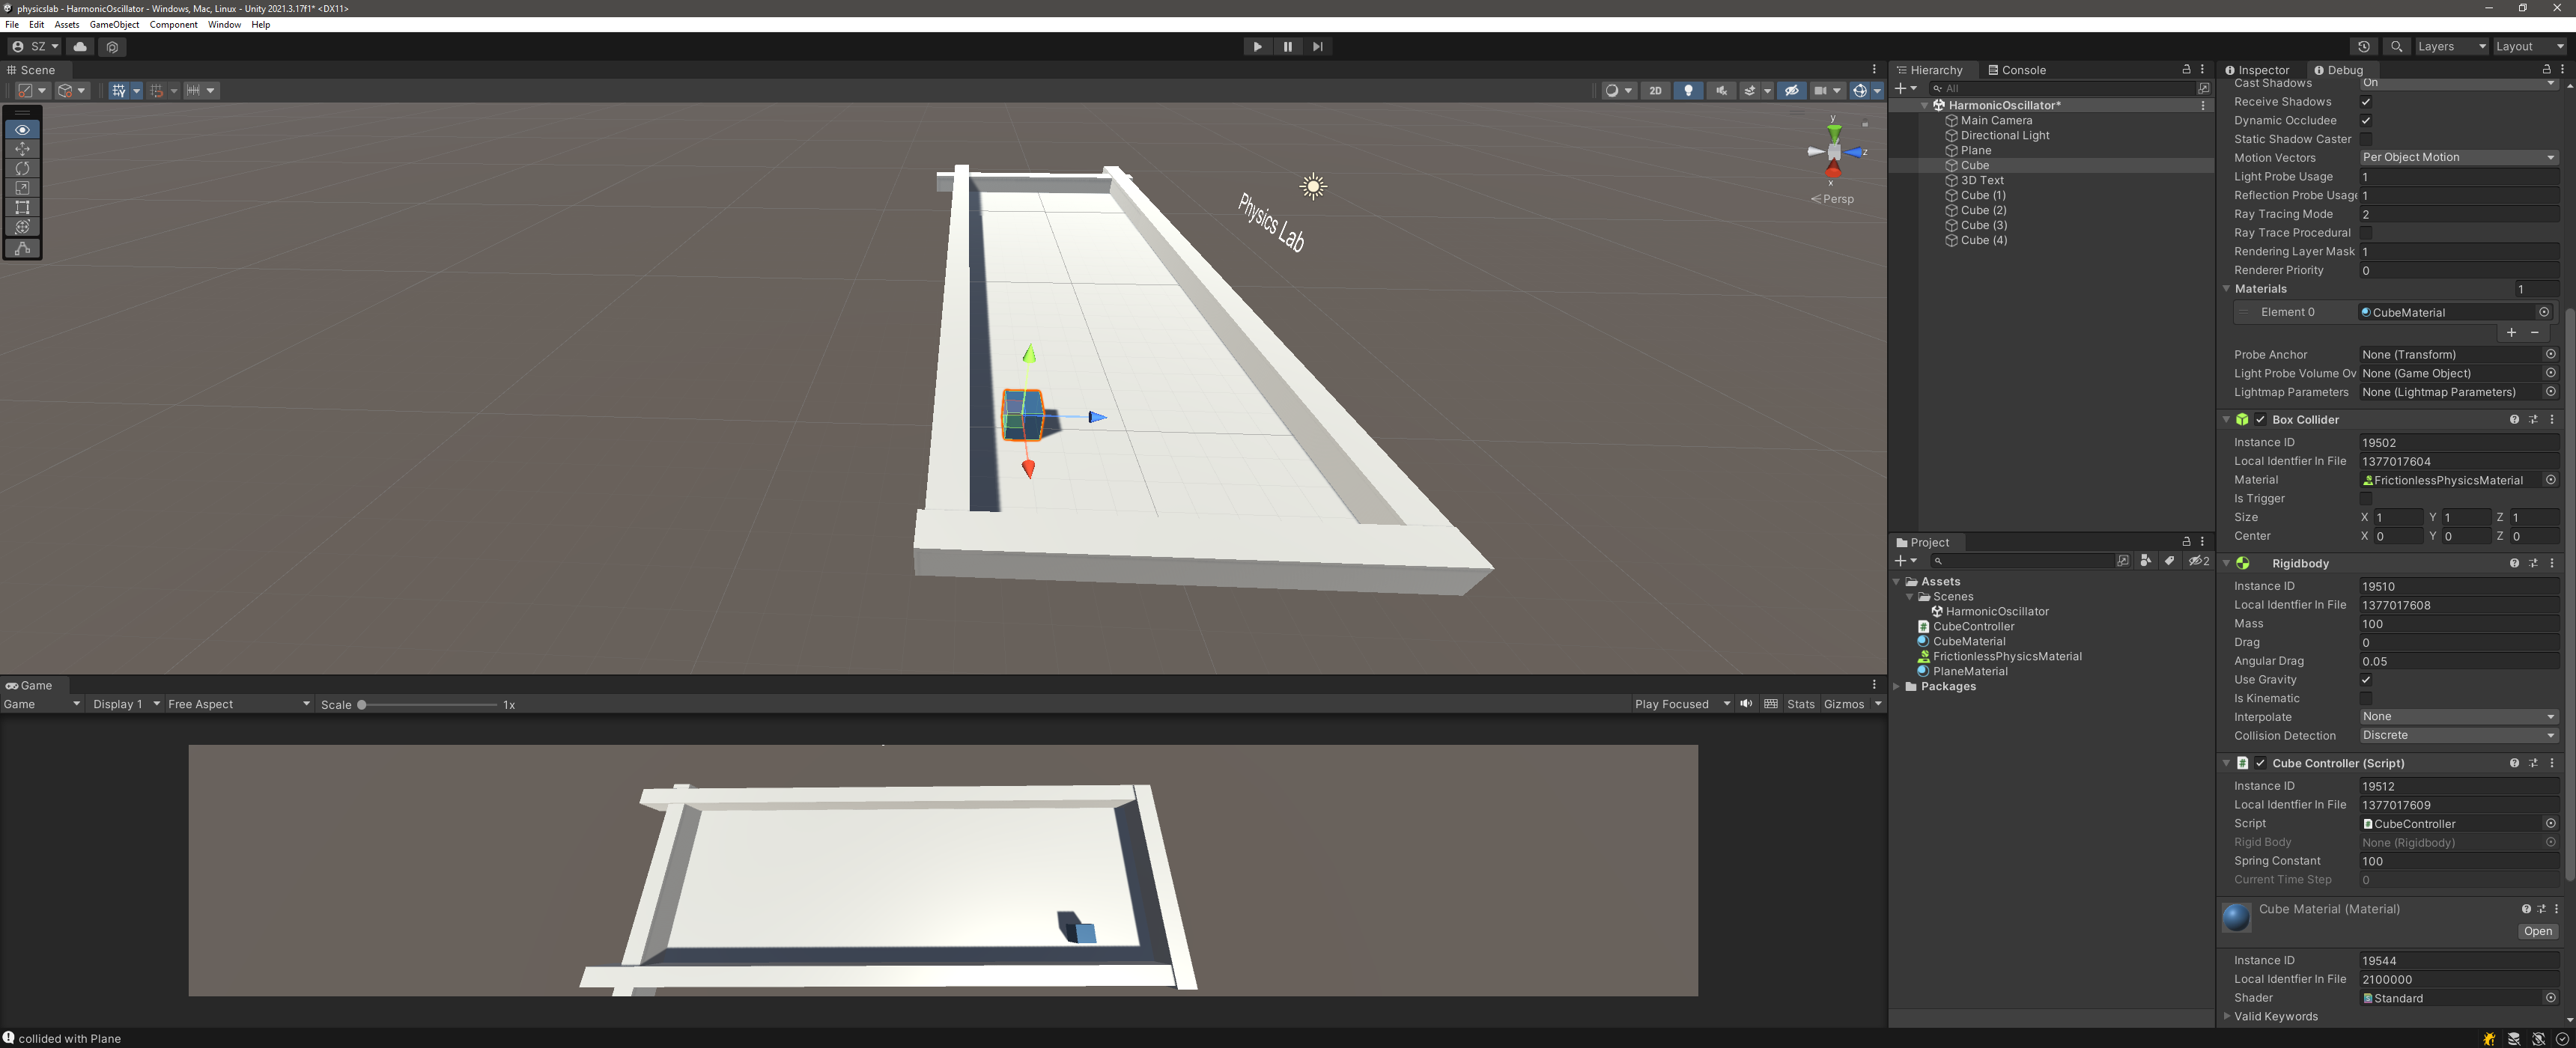 physicslab - HarmonicOscillator - Windows, Mac, Linux - Unity 2021.3.17f1* <DX11>
File Edit Assets GameObject Component Window Help
SZ
Layers Layout
Scene
2D
y
z
x
Persp
Physics Lab
Hierarchy Console
All
HarmonicOscillator*
Main Camera
Directional Light
Plane
Cube
3D Text
Cube (1)
Cube (2)
Cube (3)
Cube (4)
Project
2
Assets
Scenes
HarmonicOscillator
CubeController
CubeMaterial
FrictionlessPhysicsMaterial
PlaneMaterial
Packages
Inspector Debug
Cast Shadows On
Receive Shadows
Dynamic Occludee
Static Shadow Caster
Motion Vectors Per Object Motion
Light Probe Usage 1
Reflection Probe Usage 1
Ray Tracing Mode 2
Ray Trace Procedural
Rendering Layer Mask 1
Renderer Priority 0
Materials 1
Element 0 CubeMaterial
Probe Anchor None (Transform)
Light Probe Volume Ov None (Game Object)
Lightmap Parameters None (Lightmap Parameters)
Box Collider
Instance ID 19502
Local Identfier In File 1377017604
Material FrictionlessPhysicsMaterial
Is Trigger
Size X 1 Y 1 Z 1
Center X 0 Y 0 Z 0
Rigidbody
Instance ID 19510
Local Identfier In File 1377017608
Mass 100
Drag 0
Angular Drag 0.05
Use Gravity
Is Kinematic
Interpolate None
Collision Detection Discrete
Cube Controller (Script)
Instance ID 19512
Local Identfier In File 1377017609
Script CubeController
Rigid Body None (Rigidbody)
Spring Constant 100
Current Time Step 0
Cube Material (Material)
Open
Instance ID 19544
Local Identfier In File 2100000
Shader Standard
Valid Keywords
Game
Game Display 1 Free Aspect Scale 1x Play Focused Stats Gizmos
collided with Plane